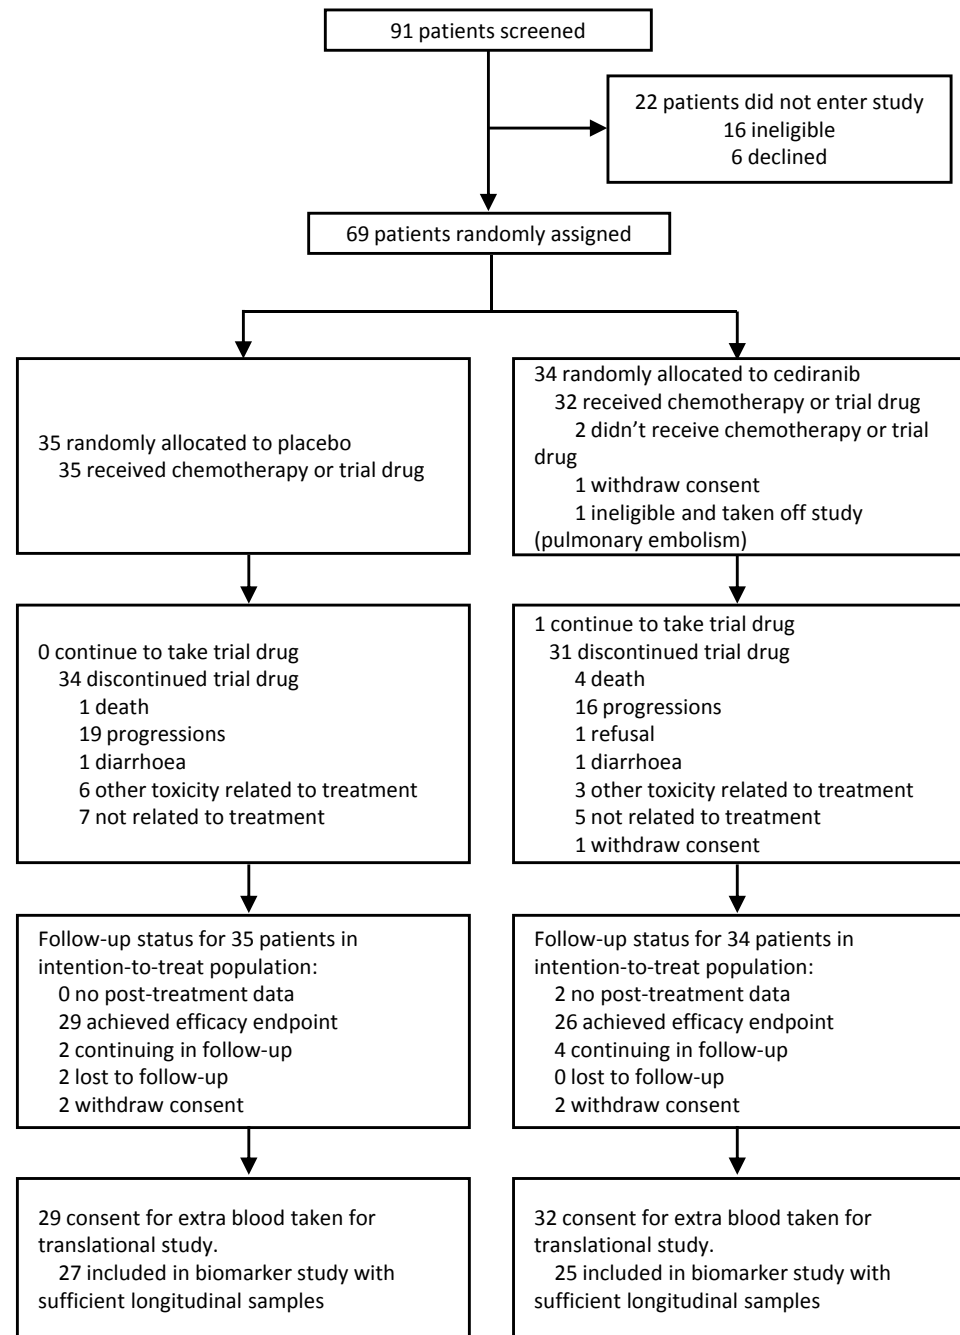 91 patients screened
22 patients did not enter study
16 ineligible
6 declined
69 patients randomly assigned
35 randomly allocated to placebo
35 received chemotherapy or trial drug
34 randomly allocated to cediranib
32 received chemotherapy or trial drug
2 didn't receive chemotherapy or trial
drug
1 withdraw consent
1 ineligible and taken off study
(pulmonary embolism)
0 continue to take trial drug
34 discontinued trial drug
1 death
19 progressions
1 diarrhoea
6 other toxicity related to treatment
7 not related to treatment
1 continue to take trial drug
31 discontinued trial drug
4 death
16 progressions
1 refusal
1 diarrhoea
3 other toxicity related to treatment
5 not related to treatment
1 withdraw consent
Follow-up status for 35 patients in
intention-to-treat population:
0 no post-treatment data
29 achieved efficacy endpoint
2 continuing in follow-up
2 lost to follow-up
2 withdraw consent
Follow-up status for 34 patients in
intention-to-treat population:
2 no post-treatment data
26 achieved efficacy endpoint
4 continuing in follow-up
0 lost to follow-up
2 withdraw consent
29 consent for extra blood taken for
translational study.
27 included in biomarker study with
sufficient longitudinal samples
32 consent for extra blood taken for
translational study.
25 included in biomarker study with
sufficient longitudinal samples